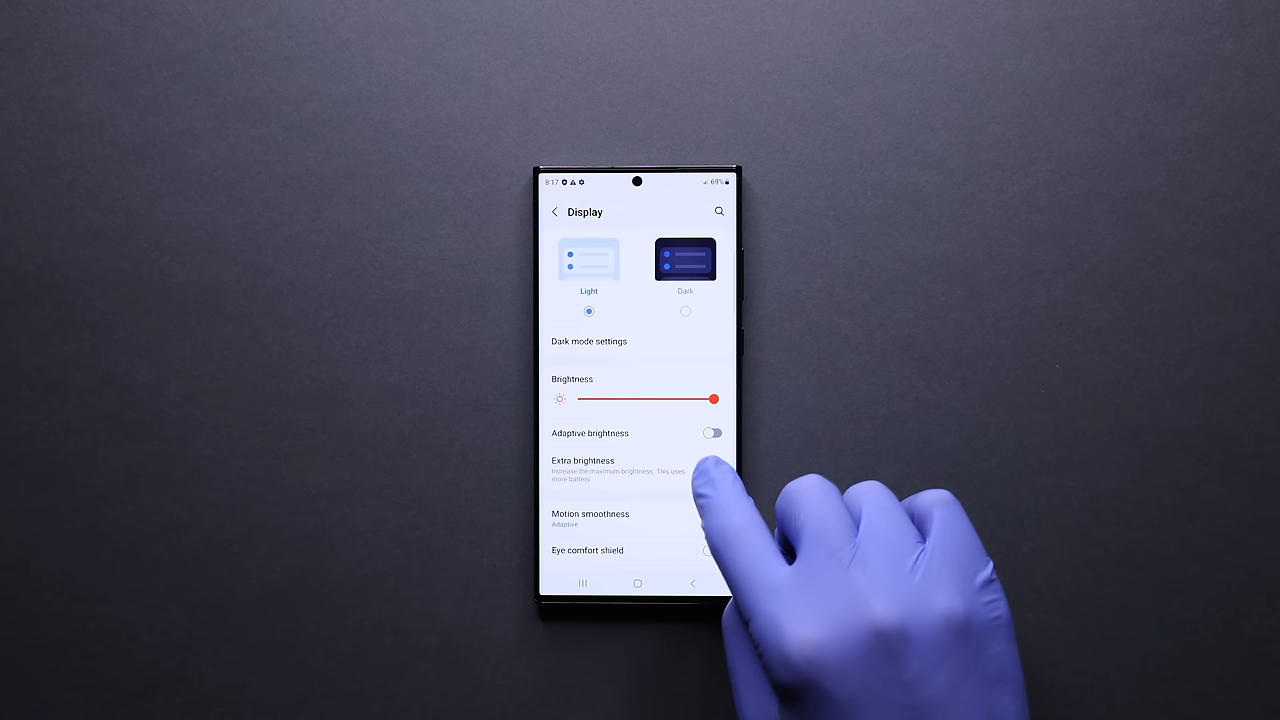 8:17 69%
Display
Light Dark
Dark mode settings
Brightness
Adaptive brightness
Extra brightness
Increase the maximum brightness. This uses
more battery.
Motion smoothness
Adaptive
Eye comfort shield